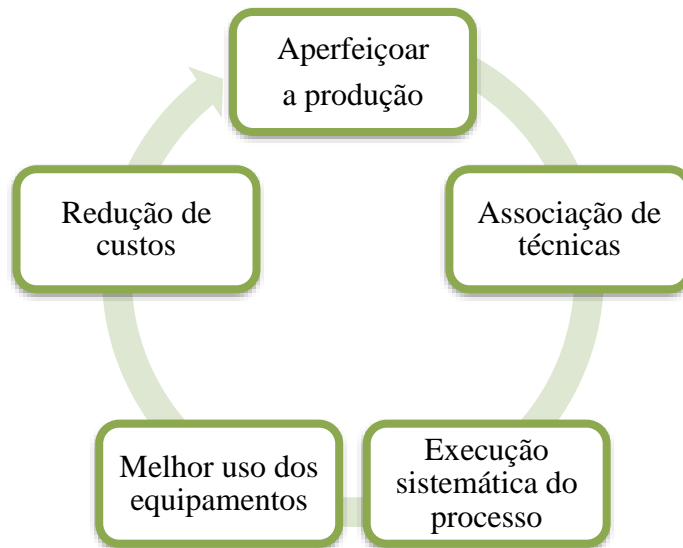 Aperfeiçoar
a produção
Associação de
técnicas
Execução
sistemática do
processo
Melhor uso dos
equipamentos
Redução de
custos